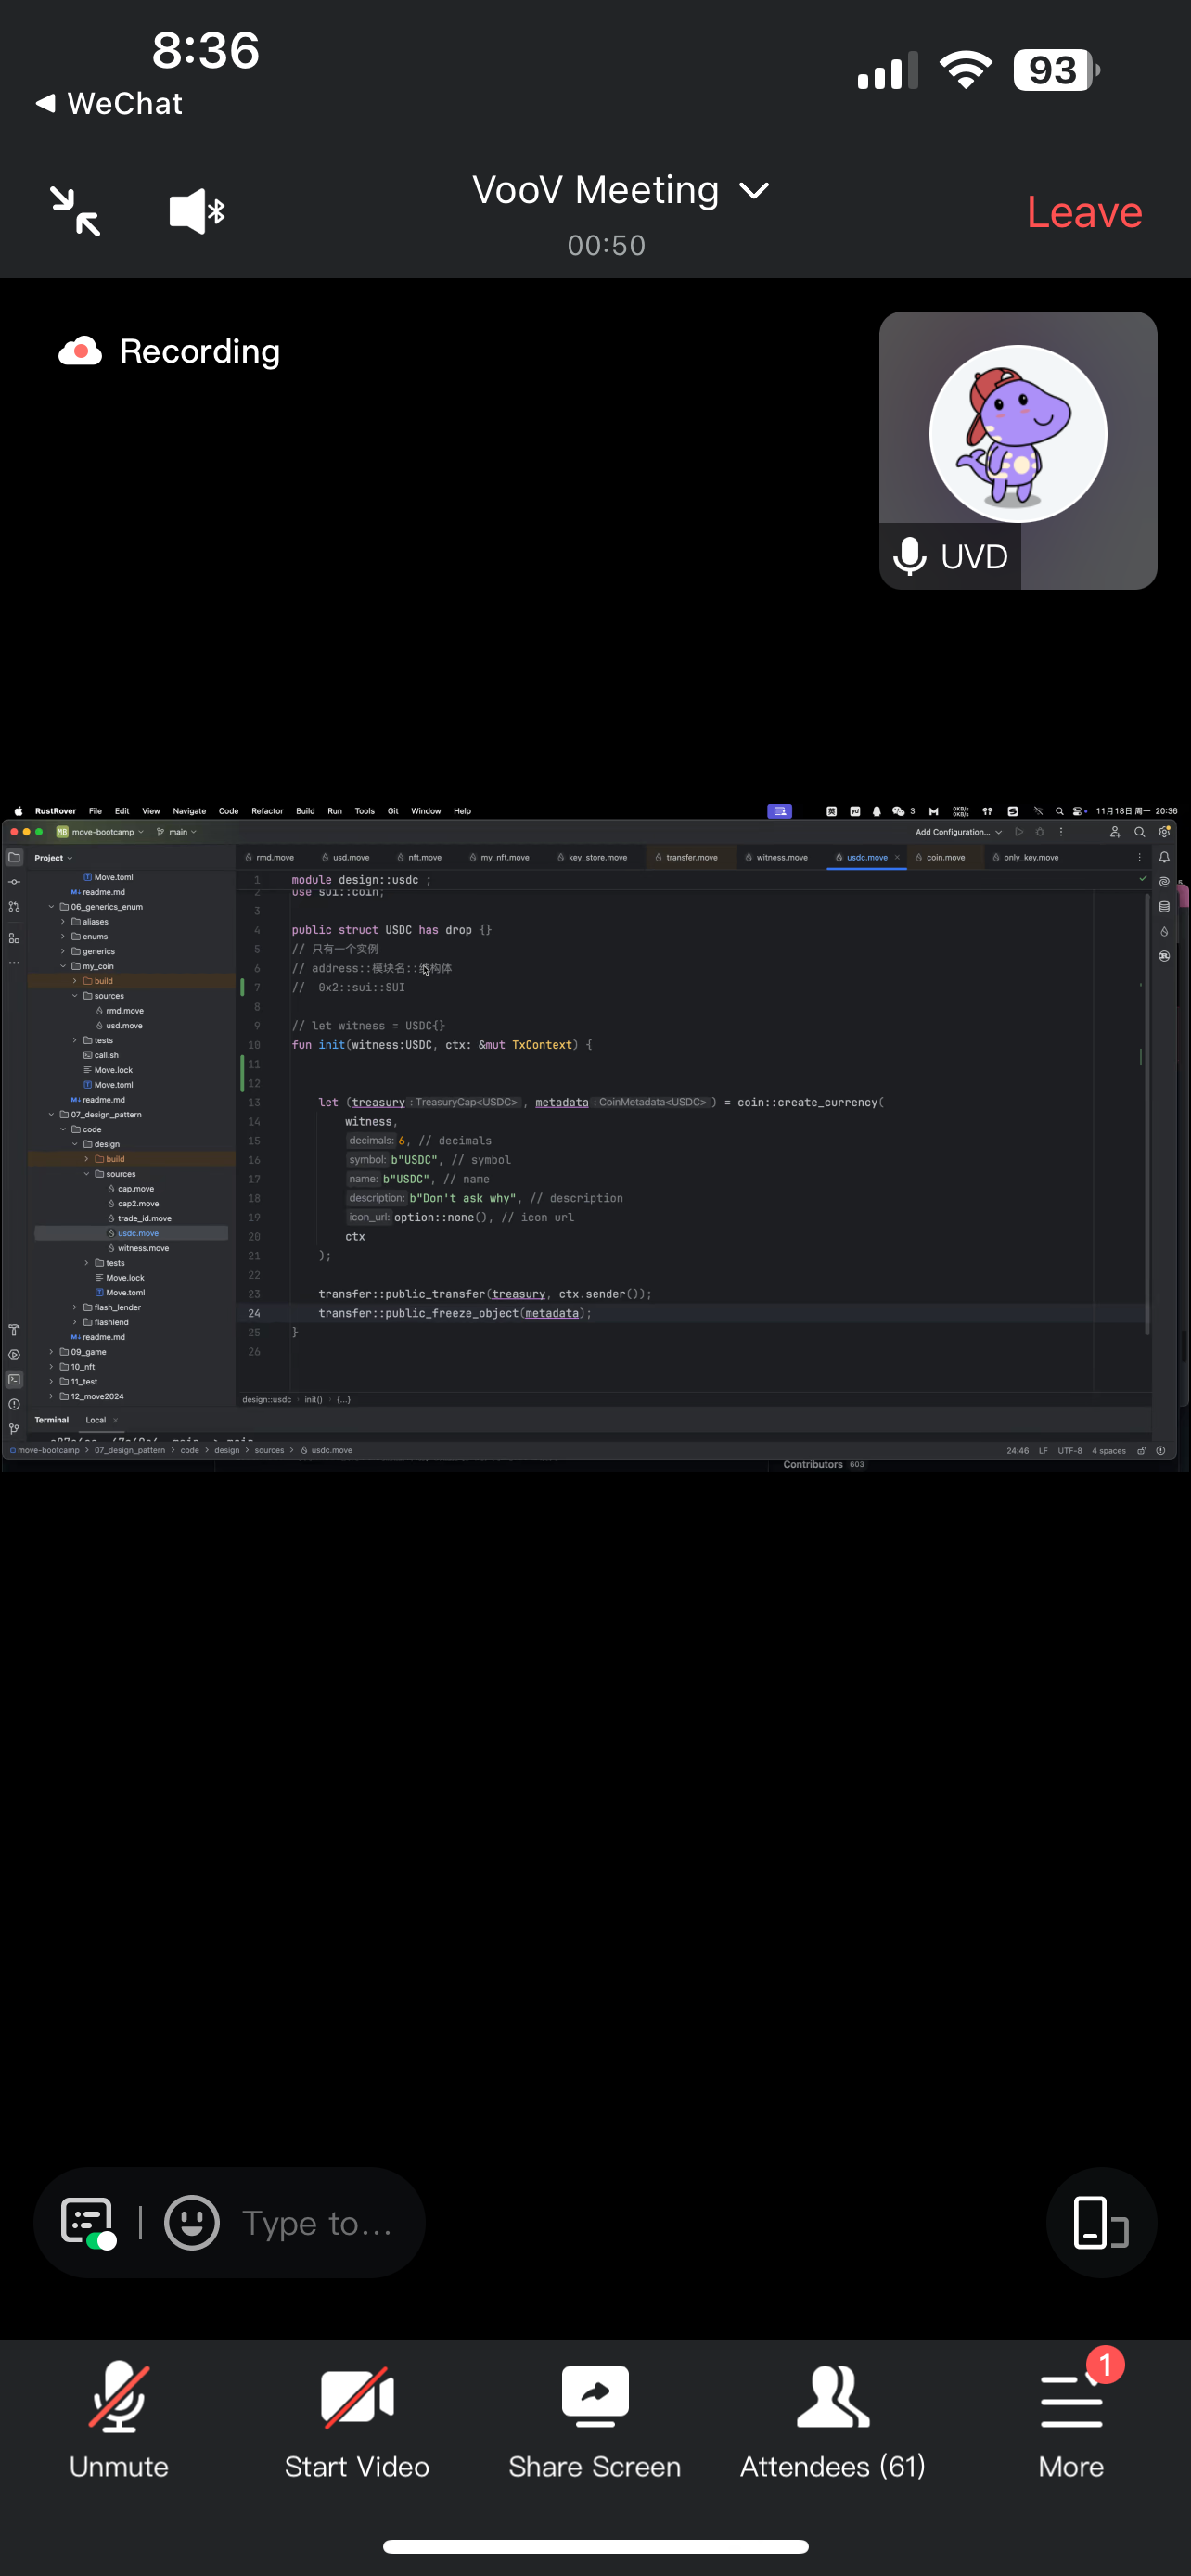 8:36
93
WeChat
VooV Meeting
00:50
Leave
Recording
UVD
RustRover File Edit View Navigate Code Refactor Build Run Tools Git Window Help
英 3 0KB/s 0KB/s 11月18日 周一 20:36
MB move-bootcamp main Add Configuration...
Project
rmd.move usd.move nft.move my_nft.move key_store.move transfer.move witness.move usdc.move coin.move only_key.move
Move.toml
readme.md
06_generics_enum
aliases
enums
generics
my_coin
build
sources
rmd.move
usd.move
tests
call.sh
Move.lock
Move.toml
readme.md
07_design_pattern
code
design
build
sources
cap.move
cap2.move
trade_id.move
usdc.move
witness.move
tests
Move.lock
Move.toml
flash_lender
flashlend
readme.md
09_game
10_nft
11_test
12_move2024
1 module design::usdc ;
2 use sui::coin;
3
4 public struct USDC has drop {}
5 // 只有一个实例
6 // address::模块名::结构体
7 // 0x2::sui::SUI
8
9 // let witness = USDC{}
10 fun init(witness:USDC, ctx: &mut TxContext) {
11
12
13 let (treasury : TreasuryCap<USDC> , metadata : CoinMetadata<USDC> ) = coin::create_currency(
14 witness,
15 decimals: 6, // decimals
16 symbol: b"USDC", // symbol
17 name: b"USDC", // name
18 description: b"Don't ask why", // description
19 icon_url: option::none(), // icon url
20 ctx
21 );
22
23 transfer::public_transfer(treasury, ctx.sender());
24 transfer::public_freeze_object(metadata);
25 }
26
design::usdc › init() › {...}
Terminal Local ×
move-bootcamp › 07_design_pattern › code › design › sources › usdc.move
24:46 LF UTF-8 4 spaces
Contributors 603
Type to...
Unmute
Start Video
Share Screen
Attendees (61)
1
More